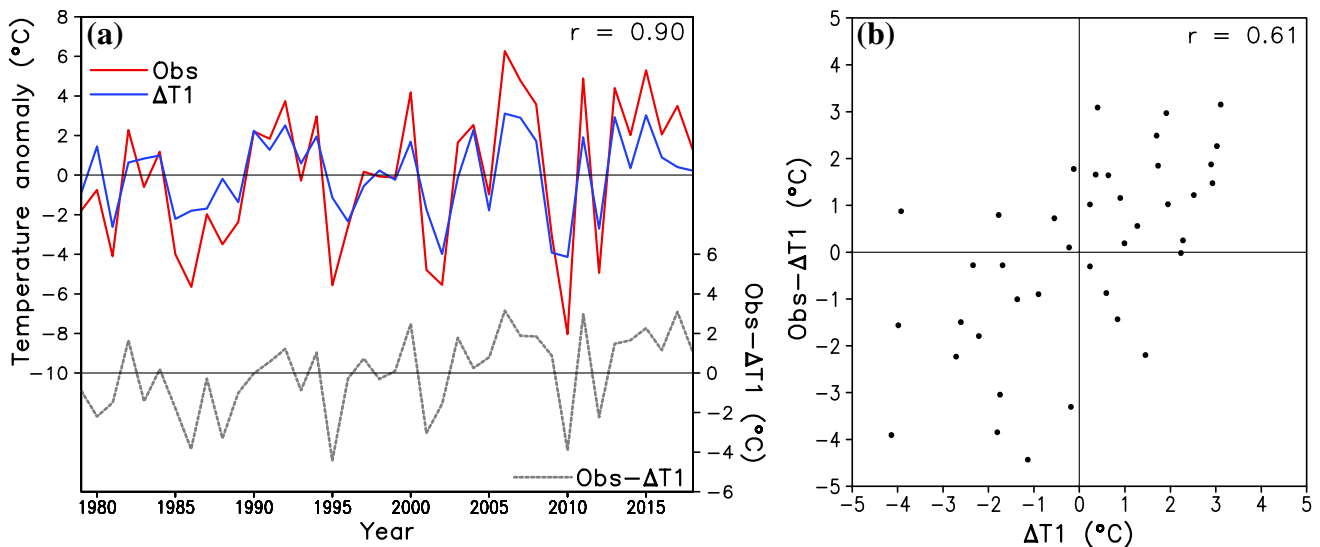 (a)
r = 0.90
Obs
ΔT1
Temperature anomaly (°C)
8
6
4
2
0
−2
−4
−6
−8
−10
6
4
2
0
−2
−4
−6
Obs−ΔT1 (°C)
Obs−ΔT1
1980 1985 1990 1995 2000 2005 2010 2015
Year
(b)
r = 0.61
Obs−ΔT1 (°C)
5
4
3
2
1
0
−1
−2
−3
−4
−5
−5 −4 −3 −2 −1 0 1 2 3 4 5
ΔT1 (°C)